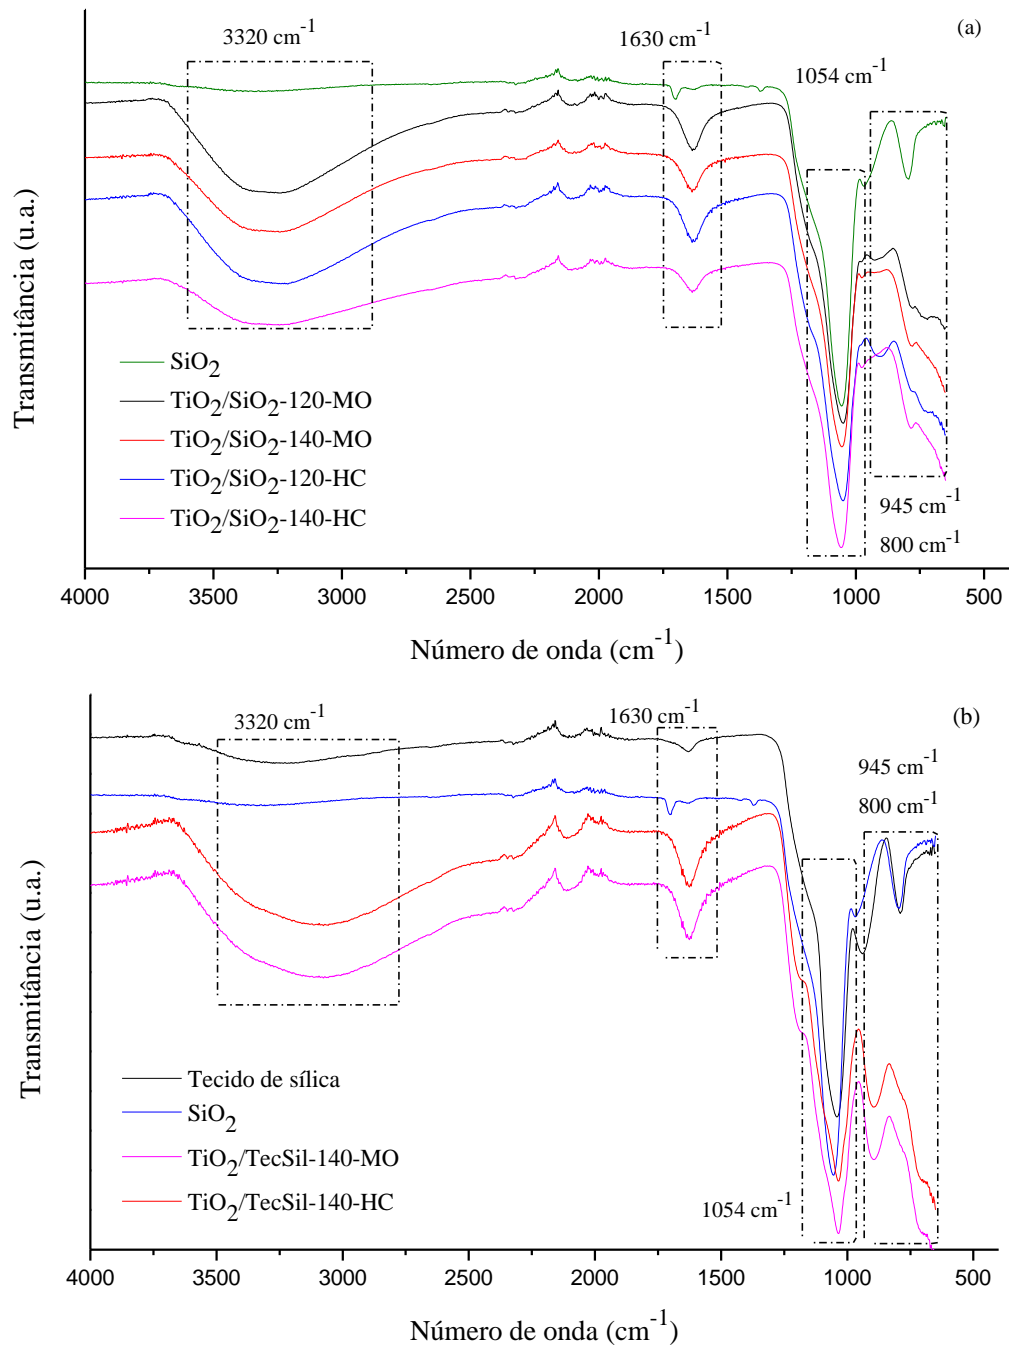 (a)
3320 cm-1
1630 cm-1
1054 cm-1
SiO2
TiO2/SiO2-120-MO
TiO2/SiO2-140-MO
TiO2/SiO2-120-HC
TiO2/SiO2-140-HC
945 cm-1
800 cm-1
Transmitância (u.a.)
4000 3500 3000 2500 2000 1500 1000 500
Número de onda (cm-1)
(b)
3320 cm-1
1630 cm-1
945 cm-1
800 cm-1
Tecido de sílica
SiO2
TiO2/TecSil-140-MO
TiO2/TecSil-140-HC
1054 cm-1
Transmitância (u.a.)
4000 3500 3000 2500 2000 1500 1000 500
Número de onda (cm-1)